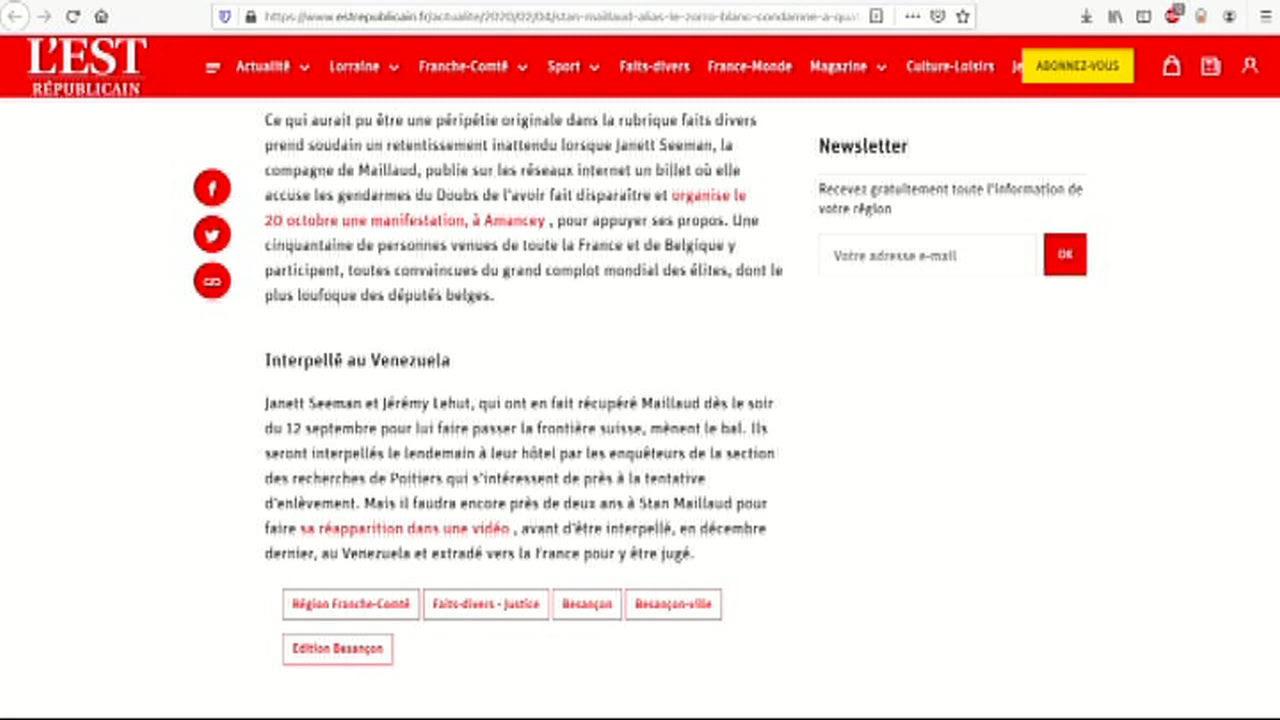 https://www.estrepublicain.fr/actualite/2020/02/04/stan-maillaud-alias-le-zorro-blanc-condamne-a-qua
L'EST
RÉPUBLICAIN
Actualité Lorraine Franche-Comté Sport Faits-divers France-Monde Magazine Culture-Loisirs Je ABONNEZ-VOUS
Ce qui aurait pu être une péripétie originale dans la rubrique faits divers
prend soudain un retentissement inattendu lorsque Janett Seeman, la
compagne de Maillaud, publie sur les réseaux internet un billet où elle
accuse les gendarmes du Doubs de l'avoir fait disparaître et organise le
20 octobre une manifestation, à Amancey , pour appuyer ses propos. Une
cinquantaine de personnes venues de toute la France et de Belgique y
participent, toutes convaincues du grand complot mondial des élites, dont le
plus loufoque des députés belges.
Interpellé au Venezuela
Janett Seeman et Jérémy Lehut, qui ont en fait récupéré Maillaud dès le soir
du 12 septembre pour lui faire passer la frontière suisse, mènent le bal. Ils
seront interpellés le lendemain à leur hôtel par les enquêteurs de la section
des recherches de Poitiers qui s'intéressent de près à la tentative
d'enlèvement. Mais il faudra encore près de deux ans à Stan Maillaud pour
faire sa réapparition dans une vidéo , avant d'être interpellé, en décembre
dernier, au Venezuela et extradé vers la France pour y être jugé.
Région Franche-Comté Faits-divers - Justice Besançon Besançon-ville
Edition Besançon
Newsletter
Recevez gratuitement toute l'information de
votre région
Votre adresse e-mail OK